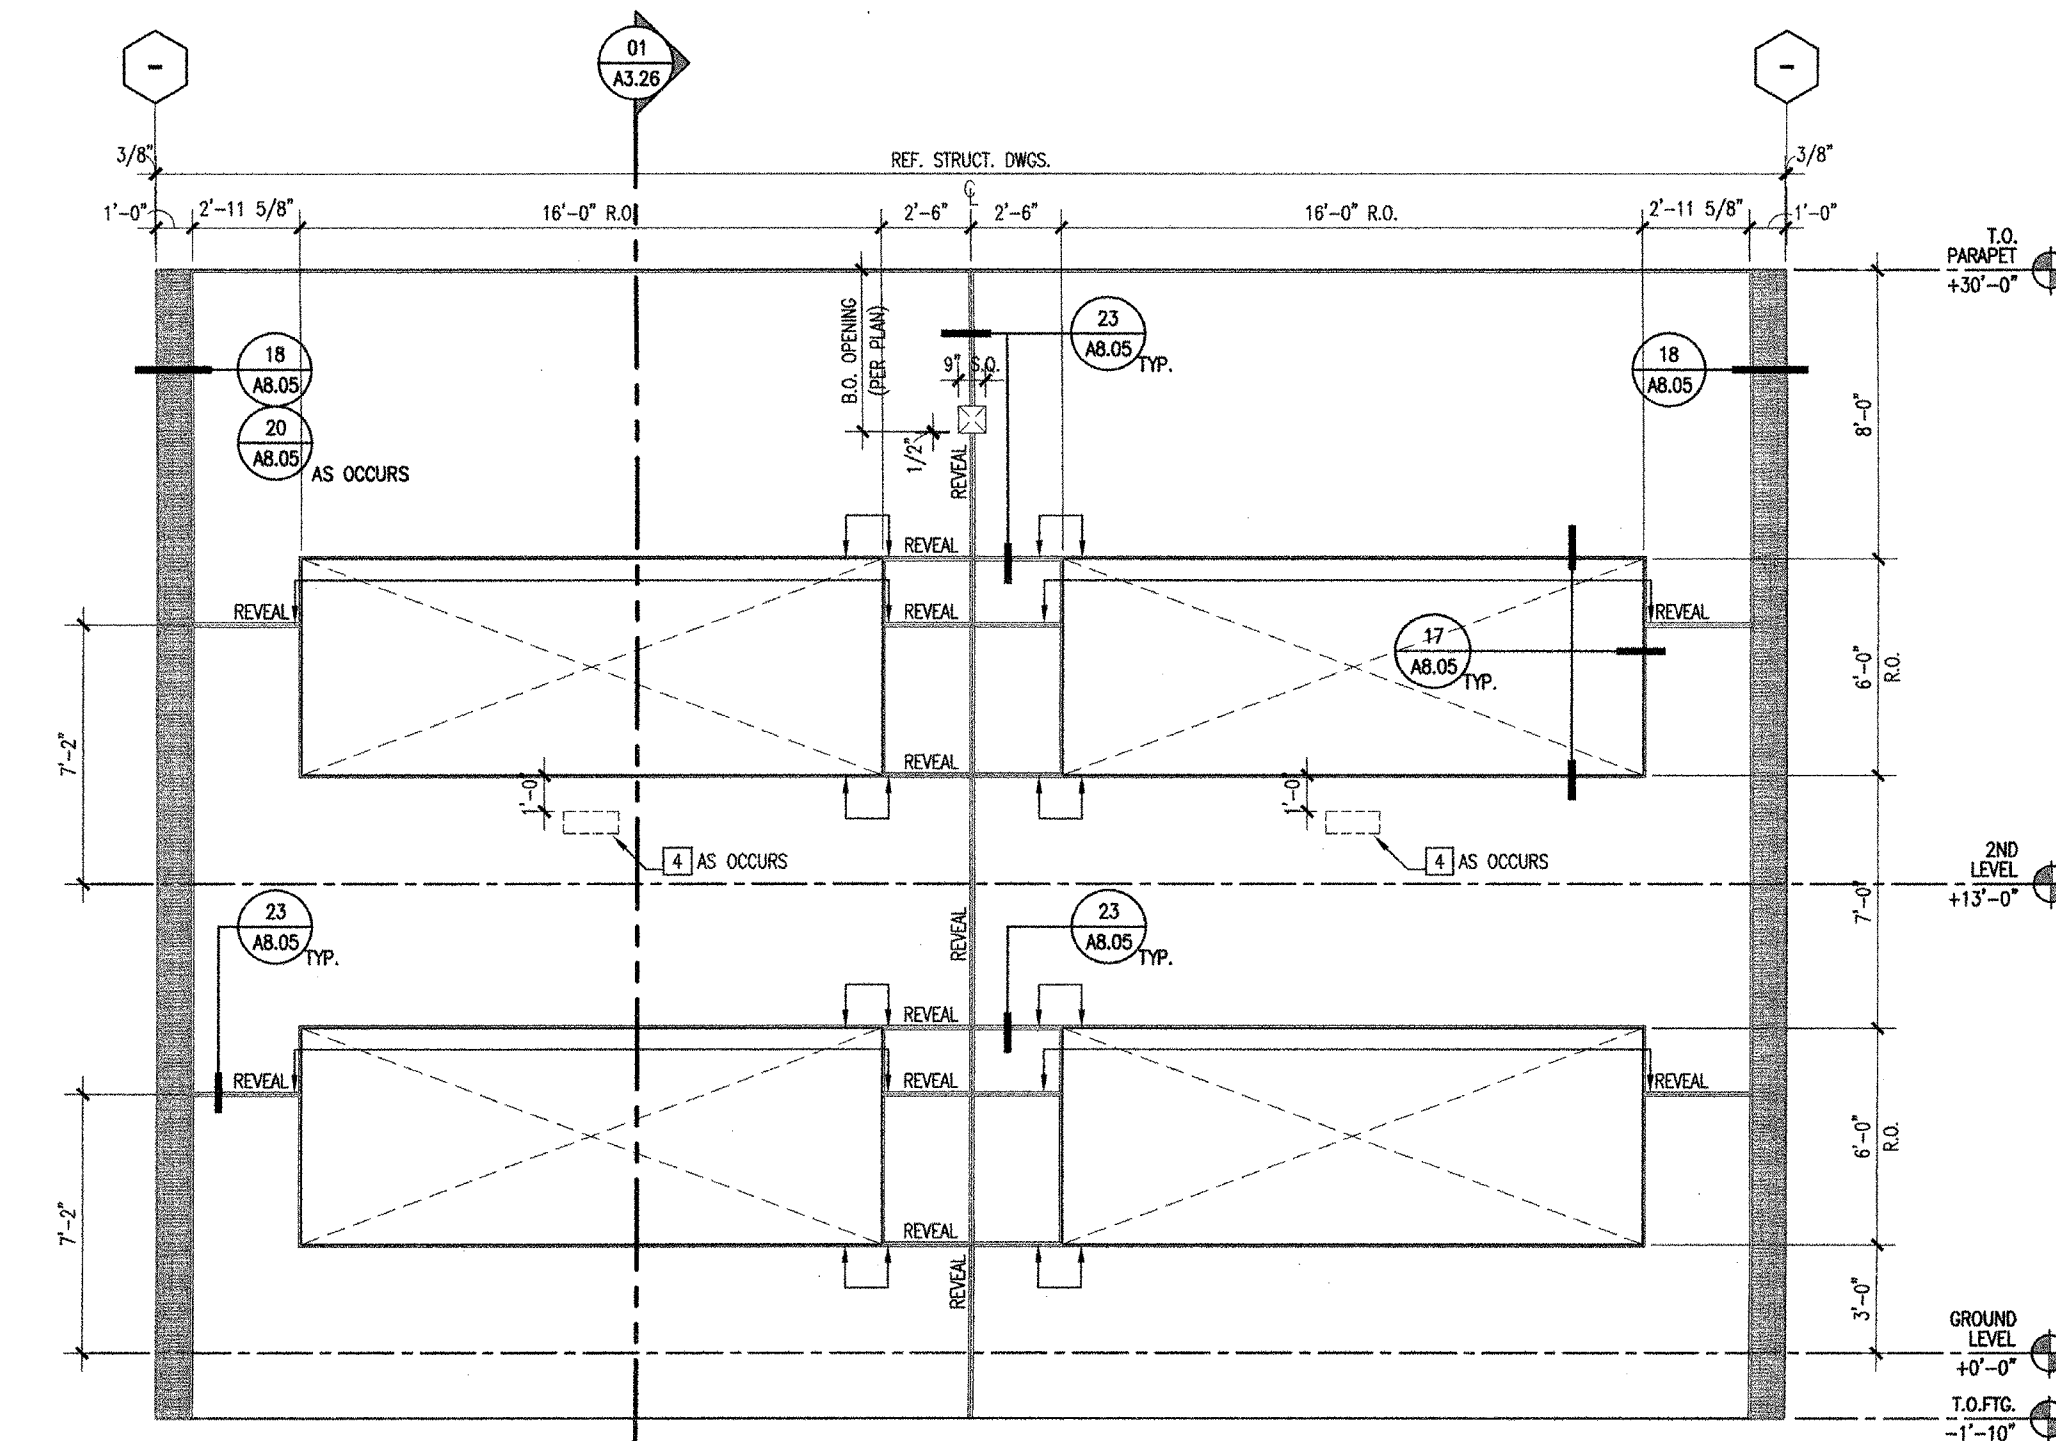 -
01
A3.26
-
3/8"
REF. STRUCT. DWGS.
3/8"
℄
1'-0"
2'-11 5/8"
16'-0" R.O.
2'-6"
2'-6"
16'-0" R.O.
2'-11 5/8"
1'-0"
T.O.
PARAPET
+30'-0"
B.O. OPENING
(PER PLAN)
23
A8.05
TYP.
9" S.Q.
18
A8.05
20
A8.05
AS OCCURS
18
A8.05
8'-0"
1/2"
REVEAL
REVEAL
REVEAL
REVEAL
REVEAL
17
A8.05
TYP.
6'-0"
R.O.
7'-2"
REVEAL
1'-0"
1'-0"
4 AS OCCURS
4 AS OCCURS
2ND
LEVEL
+13'-0"
7'-0"
23
A8.05
TYP.
REVEAL
23
A8.05
TYP.
REVEAL
REVEAL
REVEAL
REVEAL
6'-0"
R.O.
7'-2"
REVEAL
REVEAL
3'-0"
GROUND
LEVEL
+0'-0"
T.O.FTG.
-1'-10"